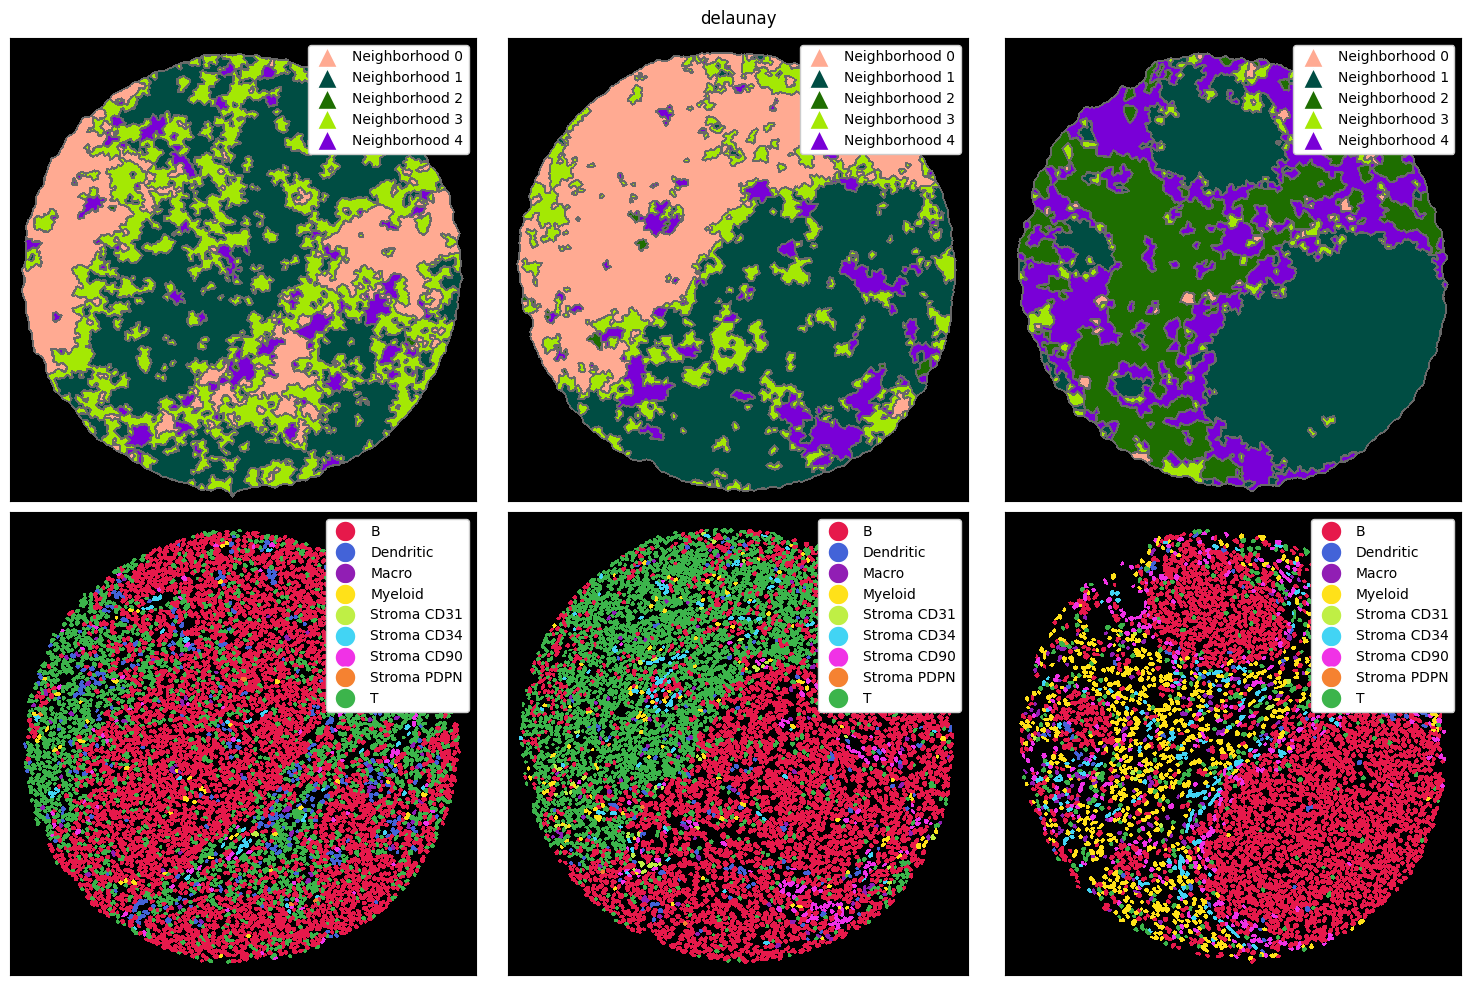 delaunay
Neighborhood 0
Neighborhood 1
Neighborhood 2
Neighborhood 3
Neighborhood 4
Neighborhood 0
Neighborhood 1
Neighborhood 2
Neighborhood 3
Neighborhood 4
Neighborhood 0
Neighborhood 1
Neighborhood 2
Neighborhood 3
Neighborhood 4
B
Dendritic
Macro
Myeloid
Stroma CD31
Stroma CD34
Stroma CD90
Stroma PDPN
T
B
Dendritic
Macro
Myeloid
Stroma CD31
Stroma CD34
Stroma CD90
Stroma PDPN
T
B
Dendritic
Macro
Myeloid
Stroma CD31
Stroma CD34
Stroma CD90
Stroma PDPN
T